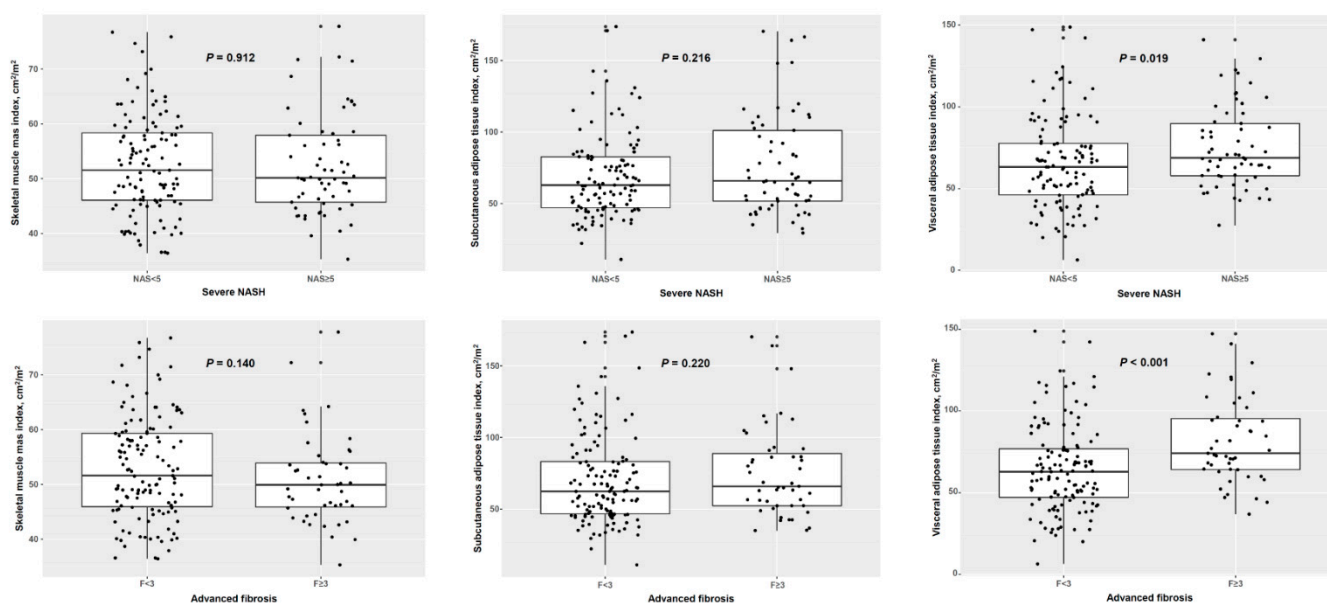 Skeletal muscle mas index, cm²/m²
70
60
50
40
P = 0.912
NAS<5
NAS≥5
Severe NASH
Subcutaneous adipose tissue index, cm²/m²
150
100
50
P = 0.216
NAS<5
NAS≥5
Severe NASH
Visceral adipose tissue index, cm²/m²
150
100
50
0
P = 0.019
NAS<5
NAS≥5
Severe NASH
Skeletal muscle mas index, cm²/m²
70
60
50
40
P = 0.140
F<3
F≥3
Advanced fibrosis
Subcutaneous adipose tissue index, cm²/m²
150
100
50
P = 0.220
F<3
F≥3
Advanced fibrosis
Visceral adipose tissue index, cm²/m²
150
100
50
0
P < 0.001
F<3
F≥3
Advanced fibrosis